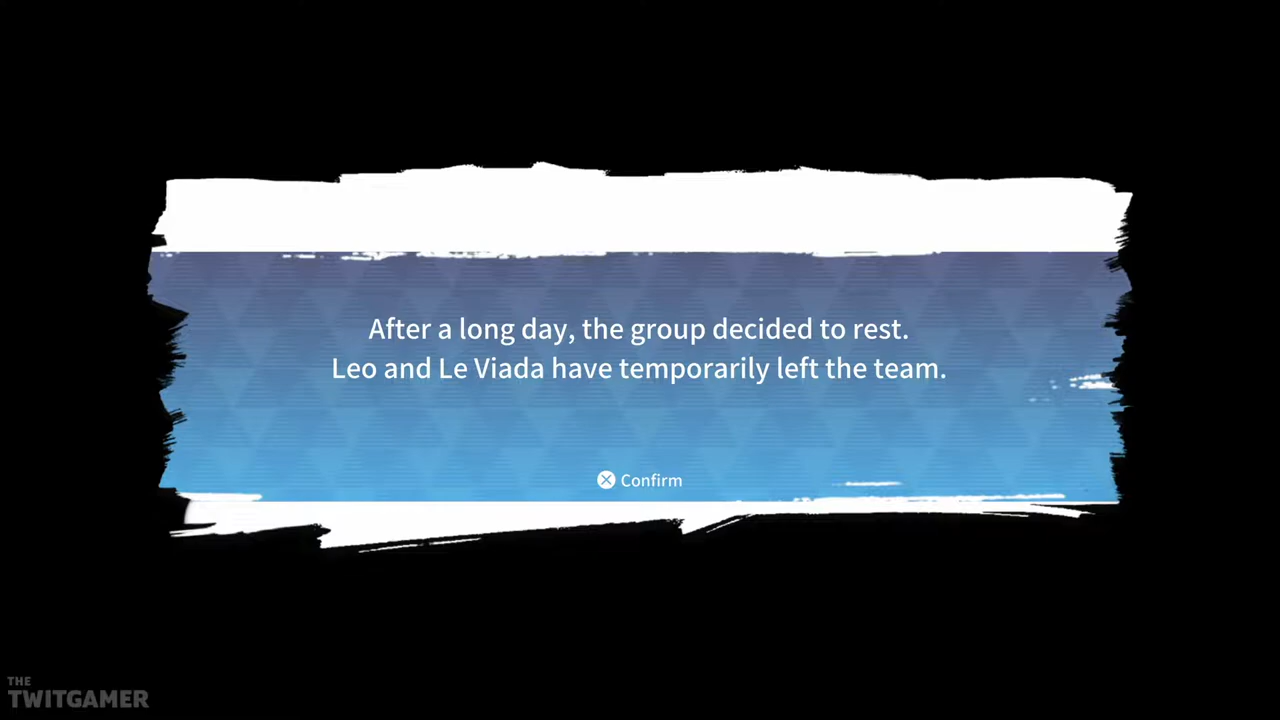 After a long day, the group decided to rest.
Leo and Le Viada have temporarily left the team.
Confirm
THE
TWITGAMER